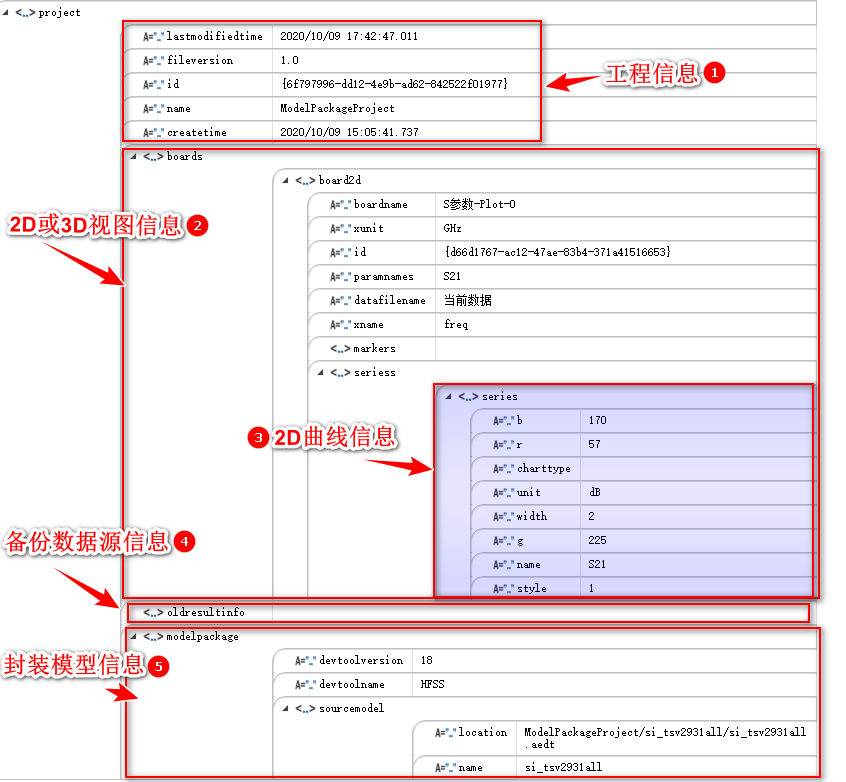 project
lastmodifiedtime 2020/10/09 17:42:47.011
fileversion 1.0
id {6f797996-dd12-4e9b-ad62-842522f01977}
工程信息 1
name ModelPackageProject
createtime 2020/10/09 15:05:41.737
boards
board2d
boardname S参数-Plot-0
2D或3D视图信息 2
xunit GHz
id {d66d1767-ac12-47ae-83b4-371a41516653}
paramnames S21
datafilename 当前数据
xname freq
markers
seriess
series
b 170
3 2D曲线信息
r 57
charttype
unit dB
width 2
备份数据源信息 4
g 225
name S21
style 1
oldresultinfo
modelpackage
封装模型信息 5
devtoolversion 18
devtoolname HFSS
sourcemodel
location ModelPackageProject/si_tsv2931all/si_tsv2931all
.aedt
name si_tsv2931all